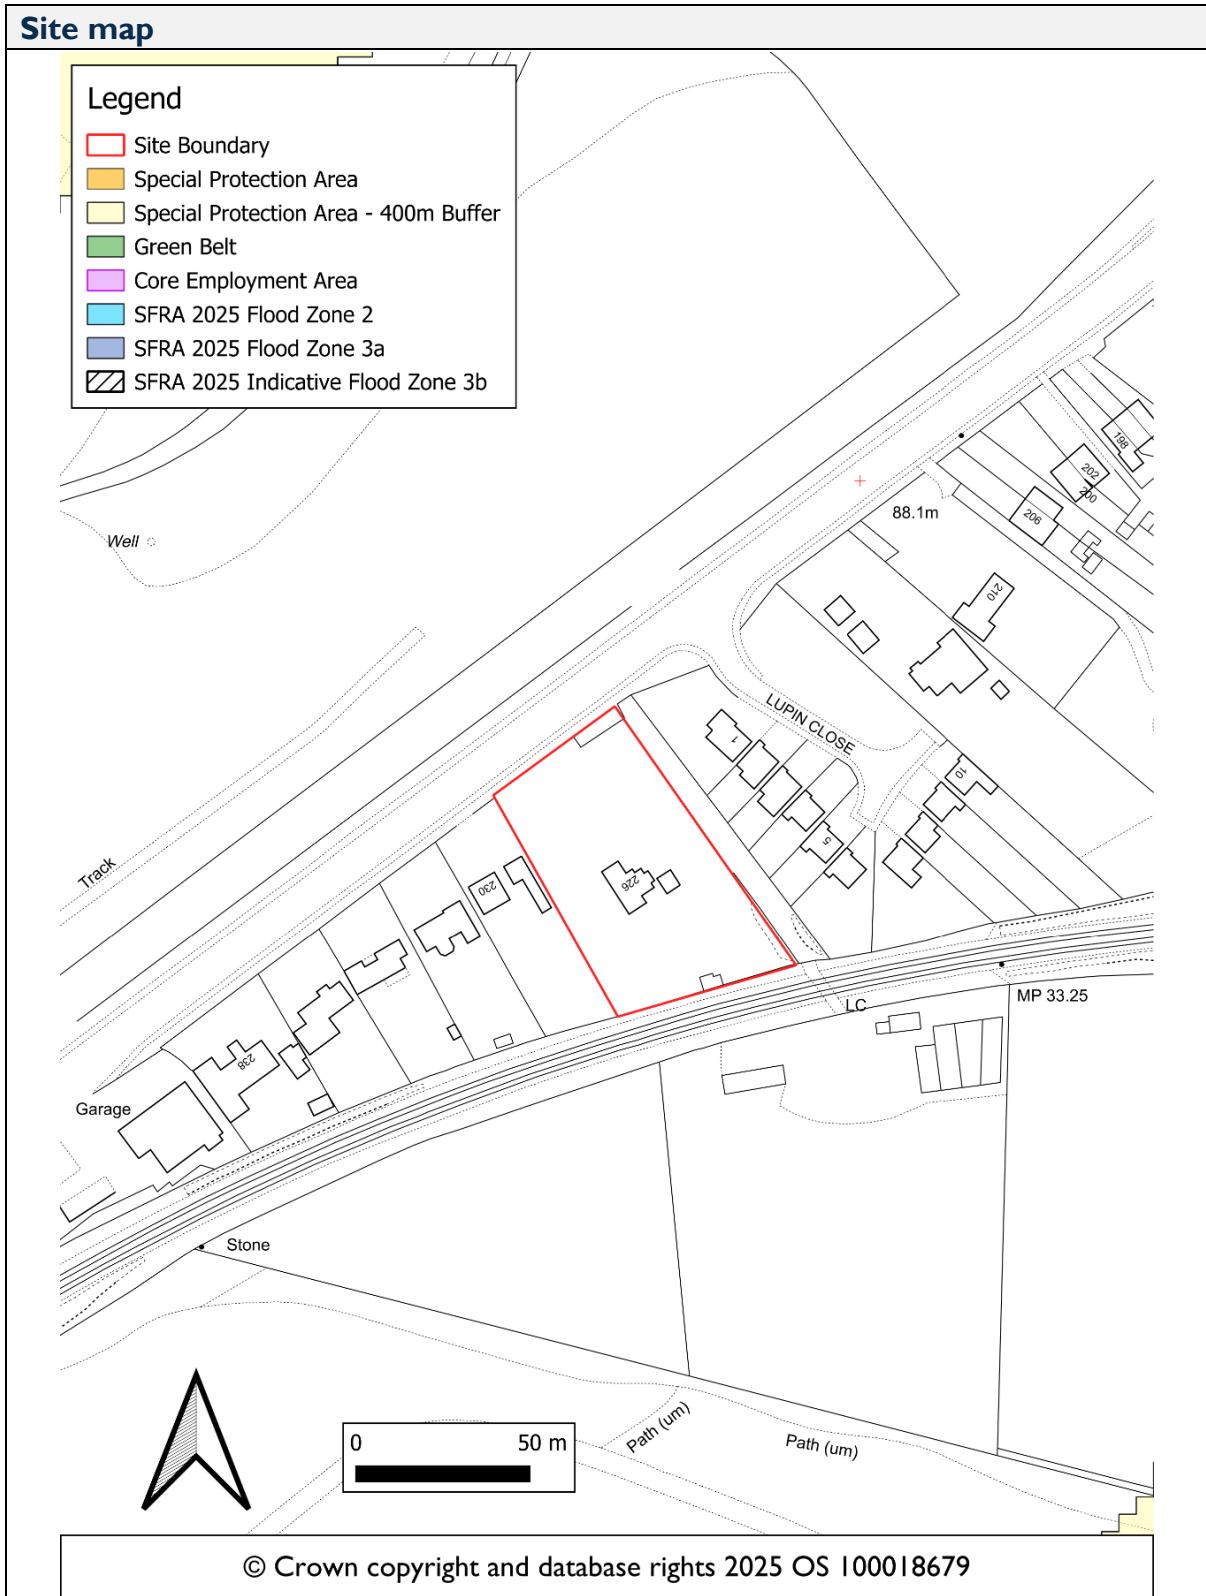 Site map
Legend
Site Boundary
Special Protection Area
Special Protection Area - 400m Buffer
Green Belt
Core Employment Area
SFRA 2025 Flood Zone 2
SFRA 2025 Flood Zone 3a
SFRA 2025 Indicative Flood Zone 3b
198
202
200
206
88.1m
Well
210
LUPIN CLOSE
1
10
5
Track
226
230
MP 33.25
LC
238
Garage
Stone
Path (um)
Path (um)
0 50 m
© Crown copyright and database rights 2025 OS 100018679